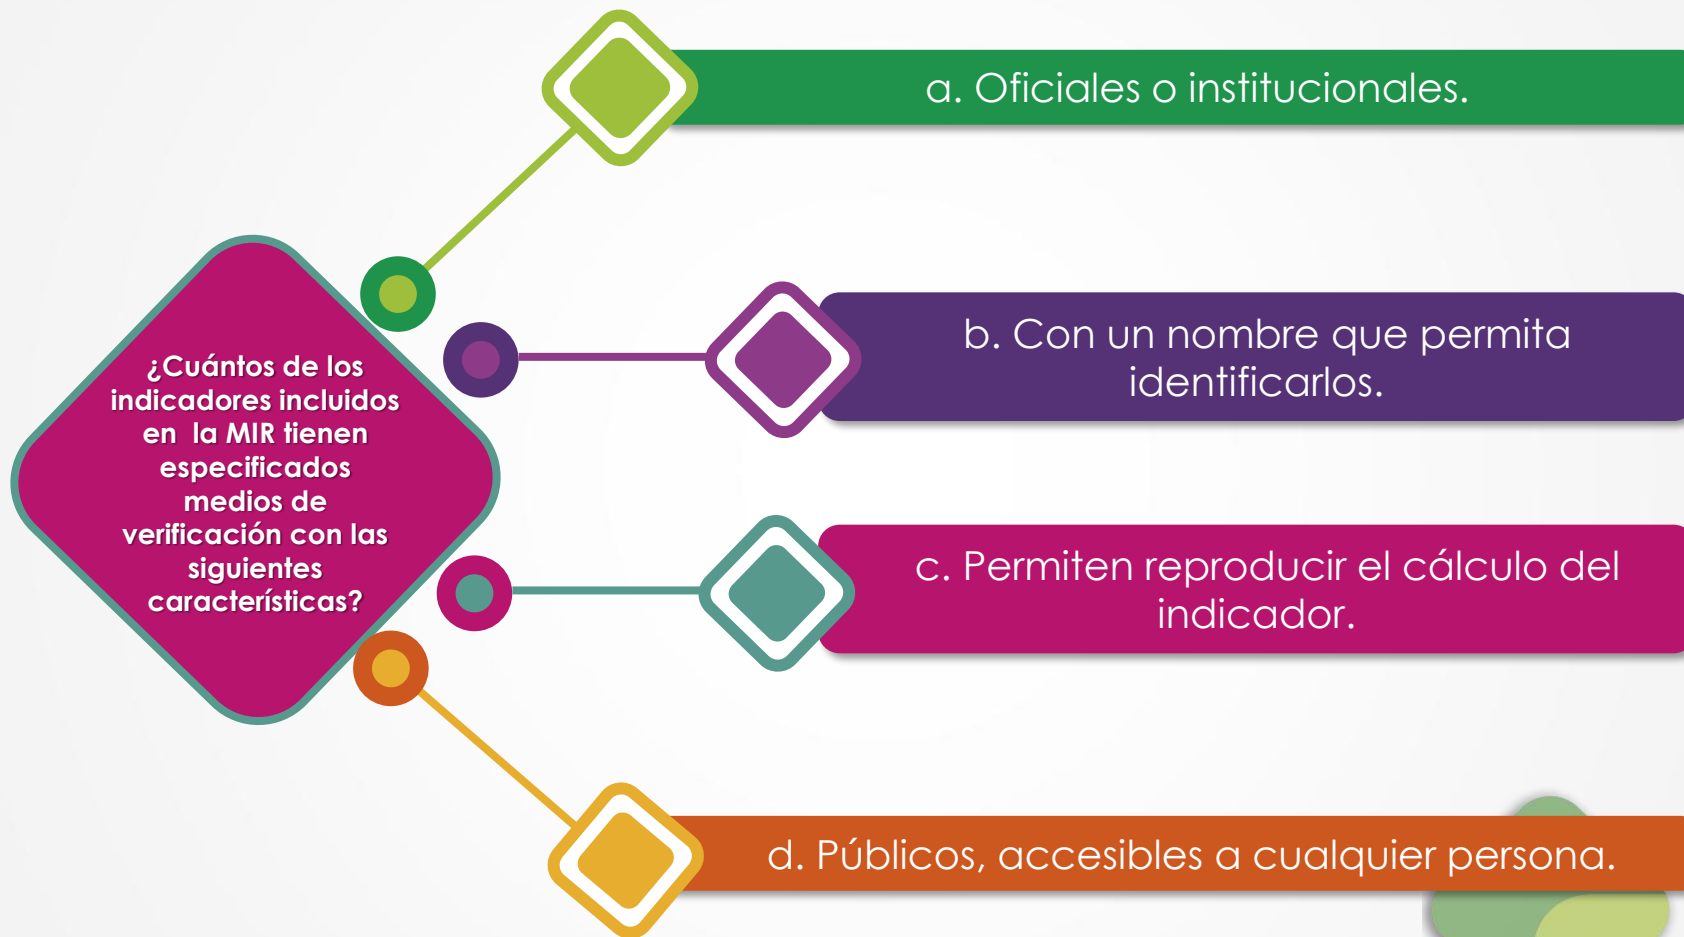 ¿Cuántos de los
indicadores incluidos
en la MIR tienen
especificados
medios de
verificación con las
siguientes
características?
a. Oficiales o institucionales.
b. Con un nombre que permita
identificarlos.
c. Permiten reproducir el cálculo del
indicador.
d. Públicos, accesibles a cualquier persona.